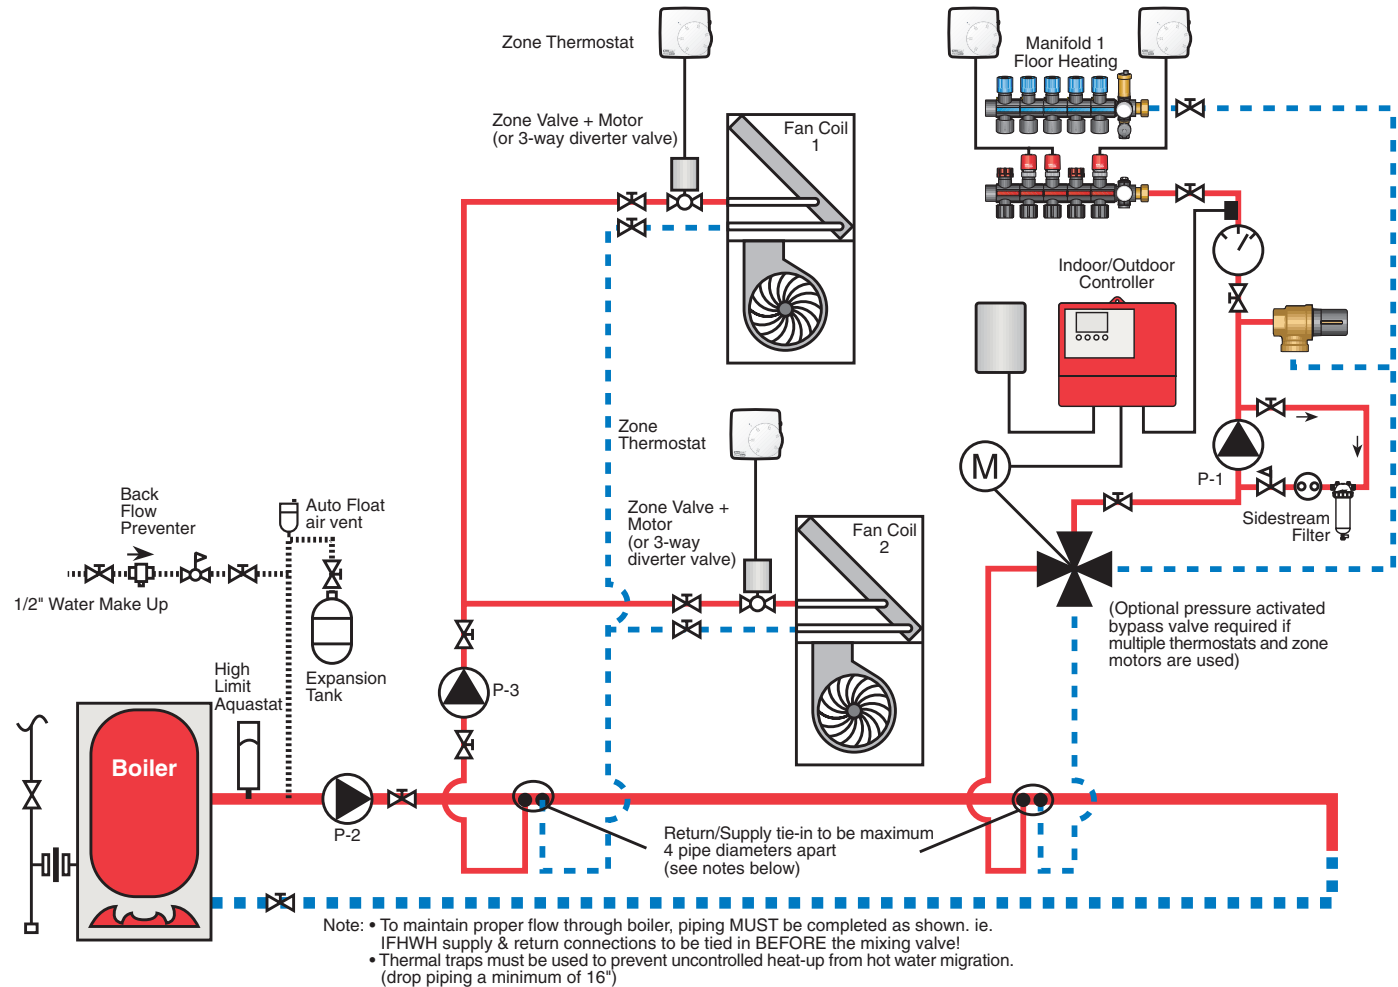 Zone Thermostat
Manifold 1
Floor Heating
Zone Valve + Motor
(or 3-way diverter valve)
Fan Coil
1
Indoor/Outdoor
Controller
Zone
Thermostat
M
P-1
Sidestream
Filter
Back
Flow
Preventer
Auto Float
air vent
Zone Valve +
Motor
(or 3-way
diverter valve)
Fan Coil
2
1/2" Water Make Up
(Optional pressure activated
bypass valve required if
multiple thermostats and zone
motors are used)
High
Limit
Aquastat
Expansion
Tank
P-3
Boiler
P-2
Return/Supply tie-in to be maximum
4 pipe diameters apart
(see notes below)
Note: • To maintain proper flow through boiler, piping MUST be completed as shown. ie.
IFHWH supply & return connections to be tied in BEFORE the mixing valve!
• Thermal traps must be used to prevent uncontrolled heat-up from hot water migration.
(drop piping a minimum of 16")